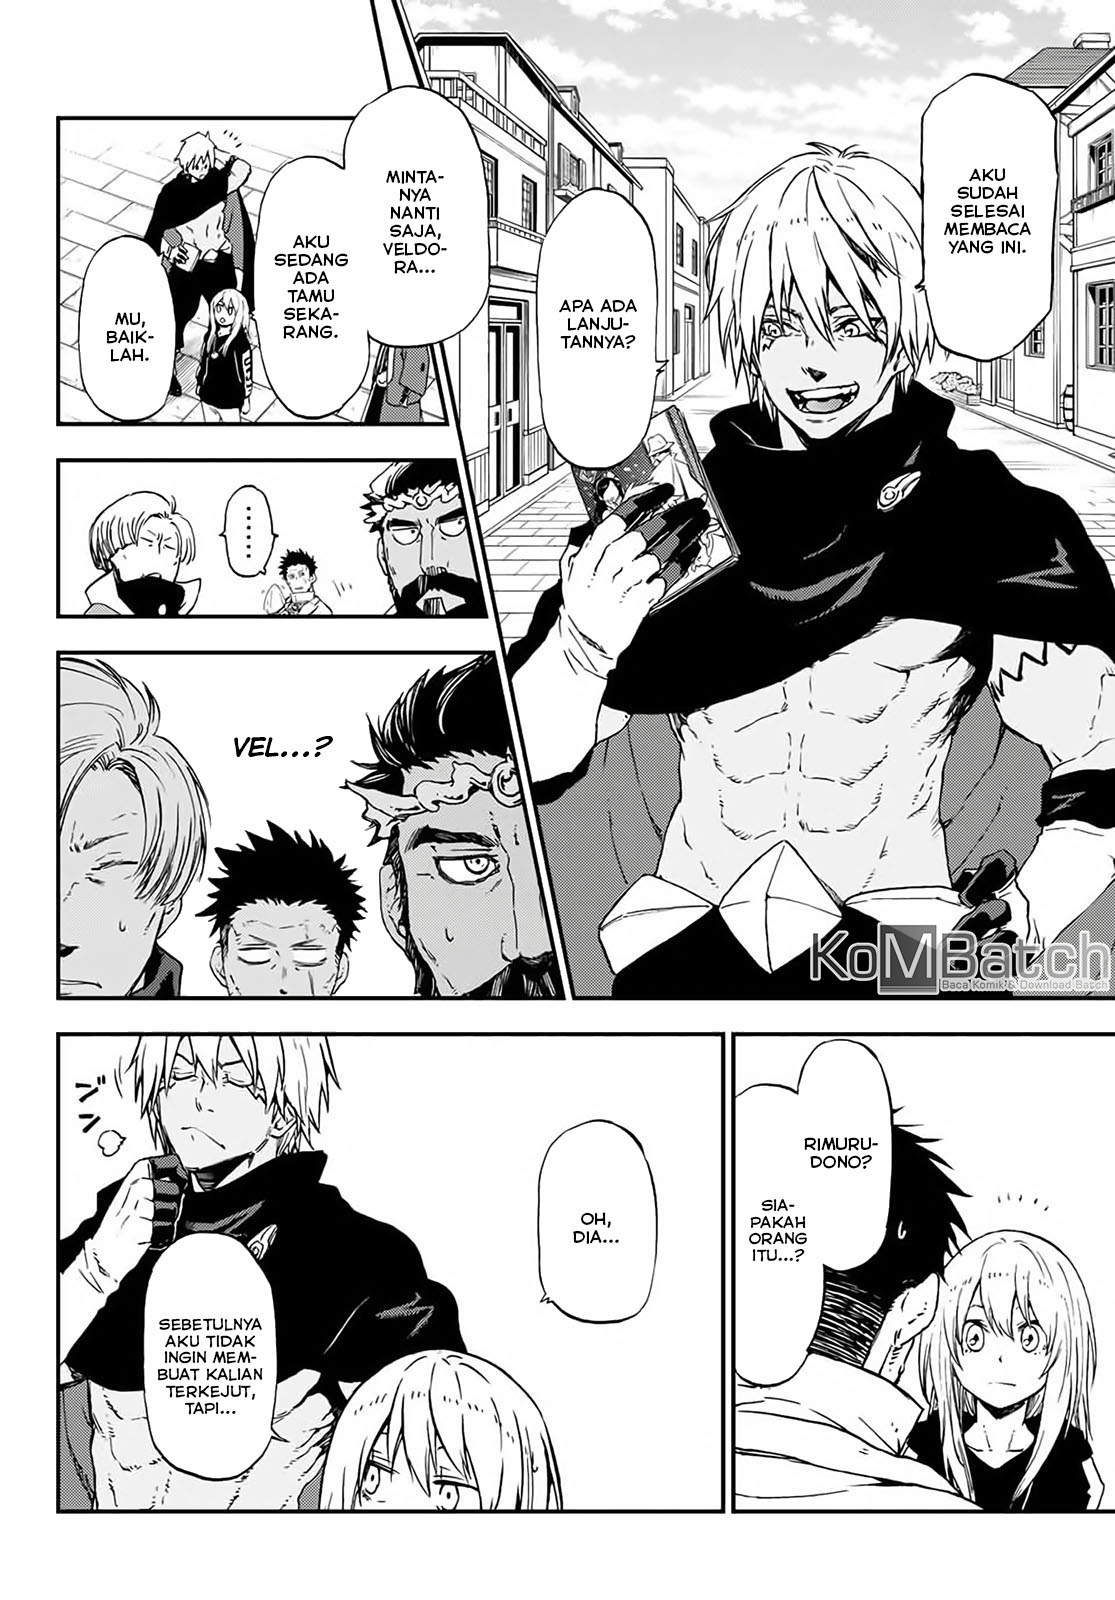 AKU
SUDAH
SELESAI
MEMBACA
YANG INI.
APA ADA
LANJU-
TANNYA?
MINTA-
NYA
NANTI
SAJA,
VELDO-
RA...
AKU
SEDANG
ADA
TAMU
SEKA-
RANG.
MU,
BAIK-
LAH.
......
VEL...?
KoMBatch
Baca Komik & Download Batch
RIMURU-
DONO?
SIA-
PAKAH
ORANG
ITU...?
OH,
DIA...
SEBETULNYA
AKU TIDAK
INGIN MEM-
BUAT KALIAN
TERKEJUT,
TAPI...